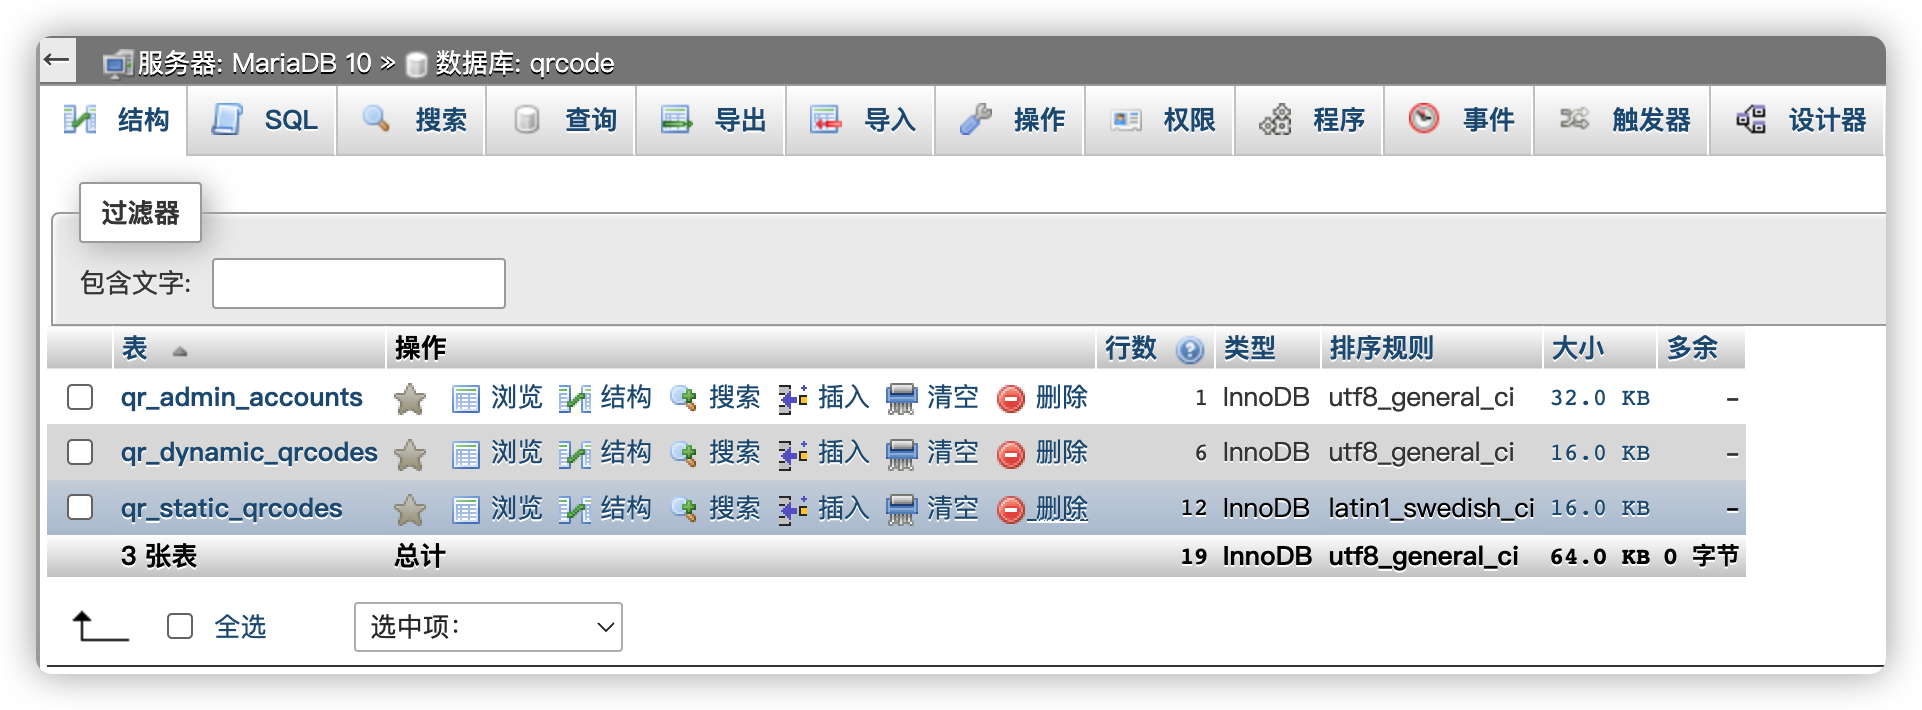 服务器: MariaDB 10 » 数据库: qrcode
结构 SQL 搜索 查询 导出 导入 操作 权限 程序 事件 触发器 设计器
过滤器
包含文字:
表 操作 行数 类型 排序规则 大小 多余
qr_admin_accounts 浏览 结构 搜索 插入 清空 删除 1 InnoDB utf8_general_ci 32.0 KB –
qr_dynamic_qrcodes 浏览 结构 搜索 插入 清空 删除 6 InnoDB utf8_general_ci 16.0 KB –
qr_static_qrcodes 浏览 结构 搜索 插入 清空 删除 12 InnoDB latin1_swedish_ci 16.0 KB –
3 张表 总计 19 InnoDB utf8_general_ci 64.0 KB 0 字节
全选 选中项: